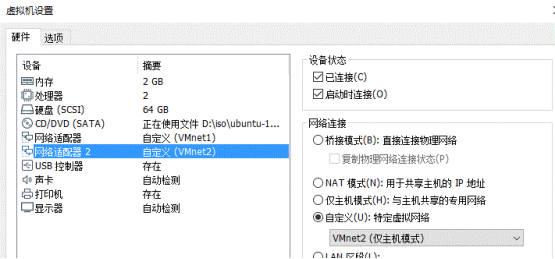 虚拟机设置
硬件 选项
设备 摘要
内存 2 GB
处理器 2
硬盘 (SCSI) 64 GB
CD/DVD (SATA) 正在使用文件 D:\iso\ubuntu-1...
网络适配器 自定义 (VMnet1)
网络适配器 2 自定义 (VMnet2)
USB 控制器 存在
声卡 自动检测
打印机 存在
显示器 自动检测
设备状态
已连接(C)
启动时连接(O)
网络连接
桥接模式(B): 直接连接物理网络
复制物理网络连接状态(P)
NAT 模式(N): 用于共享主机的 IP 地址
仅主机模式(H): 与主机共享的专用网络
自定义(U): 特定虚拟网络
VMnet2 (仅主机模式)
LAN 区段(L):